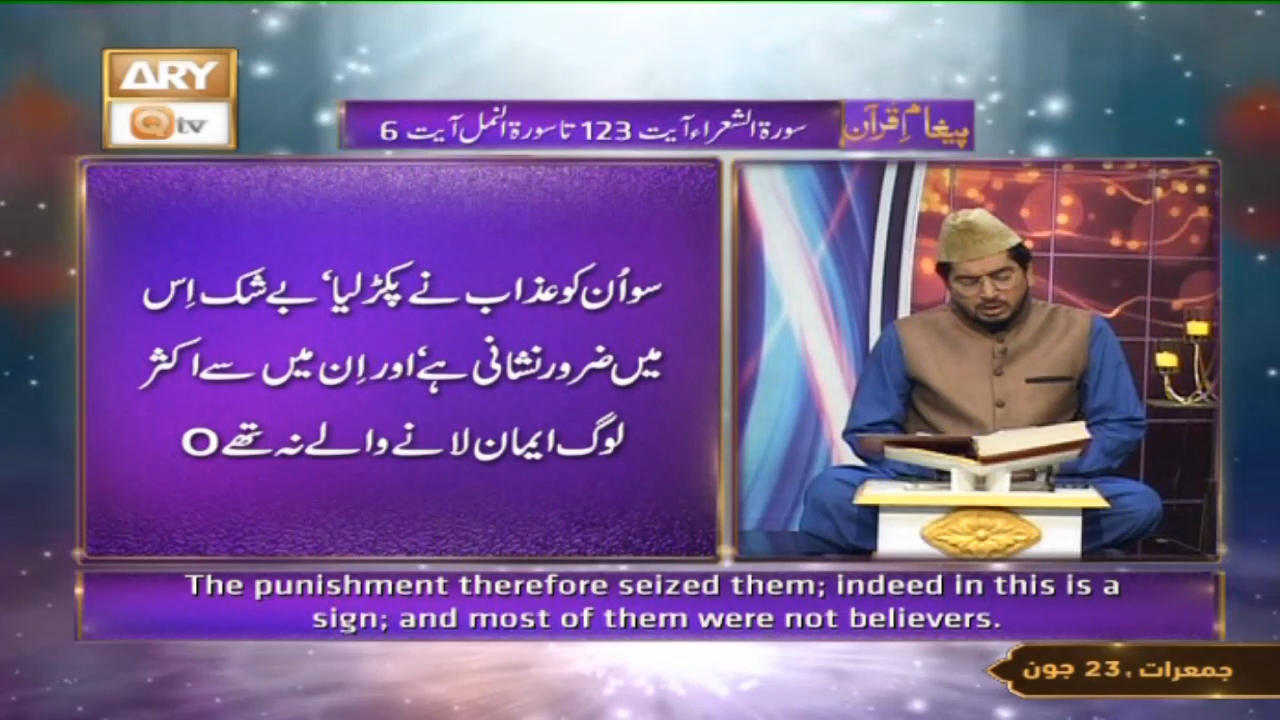 ARY
Qtv
پیغامِ قرآن
سورۃ الشعراء آیت 123 تا سورۃ النمل آیت 6
سو اُن کو عذاب نے پکڑ لیا‘ بے شک اِس
میں ضرور نشانی ہے‘ اور اِن میں سے اکثر
لوگ ایمان لانے والے نہ تھے O
The punishment therefore seized them; indeed in this is a
sign; and most of them were not believers.
جمعرات، 23 جون